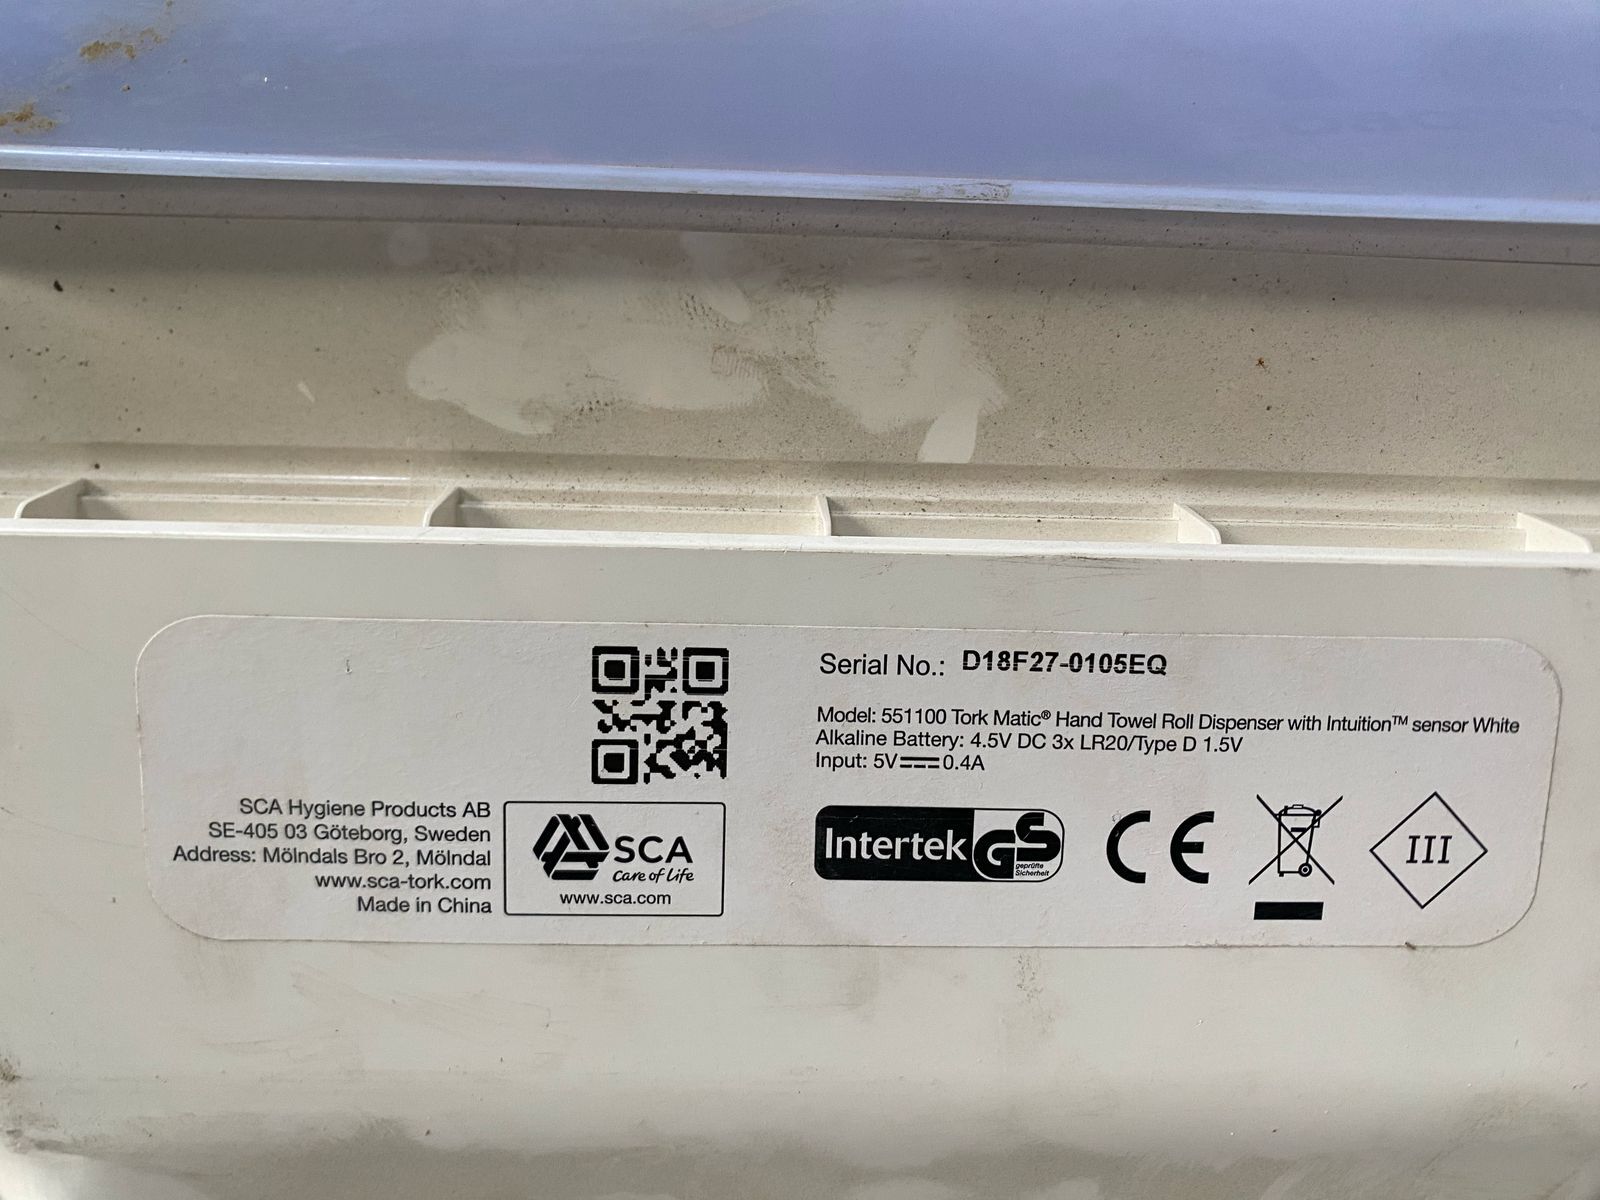 Serial No.: D18F27-0105EQ
Model: 551100 Tork Matic® Hand Towel Roll Dispenser with Intuition™ sensor White
Alkaline Battery: 4.5V DC 3x LR20/Type D 1.5V
Input: 5V⎓0.4A
SCA Hygiene Products AB
SE-405 03 Göteborg, Sweden
Address: Mölndals Bro 2, Mölndal
www.sca-tork.com
Made in China
SCA
Care of Life
www.sca.com
Intertek
GS
geprüfte
Sicherheit
CE
III